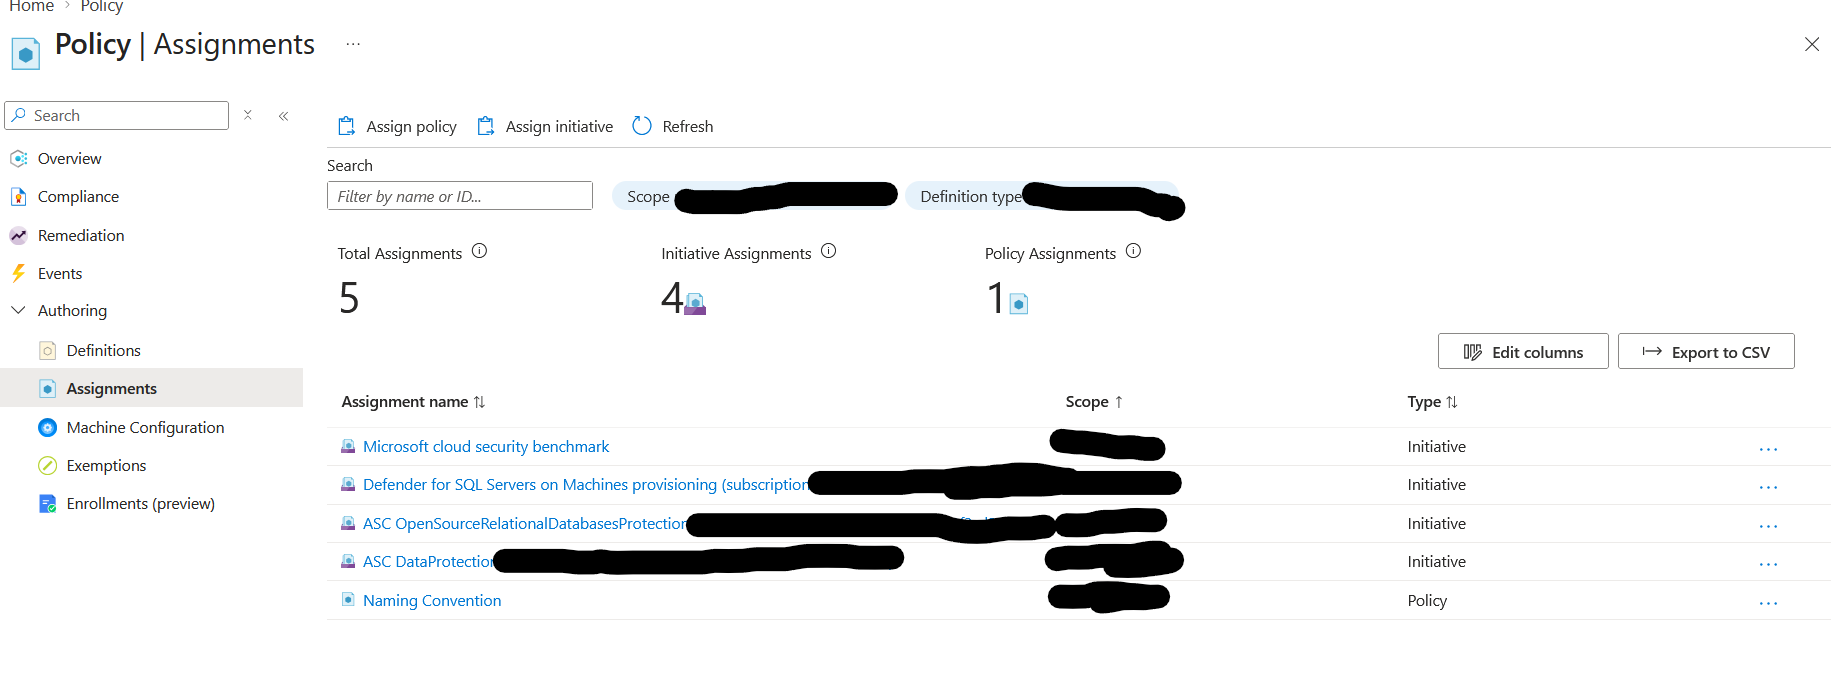 Home > Policy
Policy | Assignments ...
Search
Overview
Compliance
Remediation
Events
Authoring
Definitions
Assignments
Machine Configuration
Exemptions
Enrollments (preview)
Assign policy Assign initiative Refresh
Search
Filter by name or ID...
Scope
Definition type
Total Assignments
5
Initiative Assignments
4
Policy Assignments
1
Edit columns Export to CSV
Assignment name Scope Type
Microsoft cloud security benchmark Initiative ...
Defender for SQL Servers on Machines provisioning (subscription Initiative ...
ASC OpenSourceRelationalDatabasesProtection Initiative ...
ASC DataProtection Initiative ...
Naming Convention Policy ...